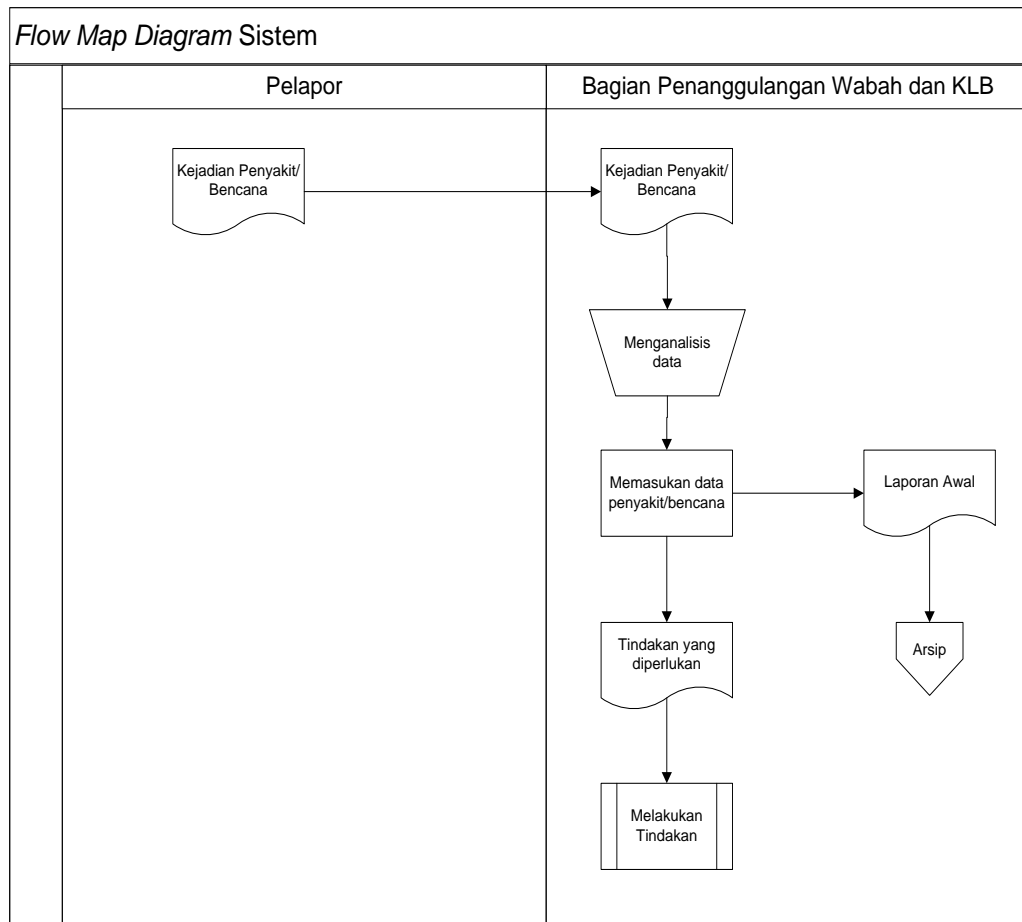 Flow Map Diagram Sistem
Pelapor
Bagian Penanggulangan Wabah dan KLB
Kejadian Penyakit/
Bencana
Kejadian Penyakit/
Bencana
Menganalisis
data
Memasukan data
penyakit/bencana
Laporan Awal
Tindakan yang
diperlukan
Arsip
Melakukan
Tindakan